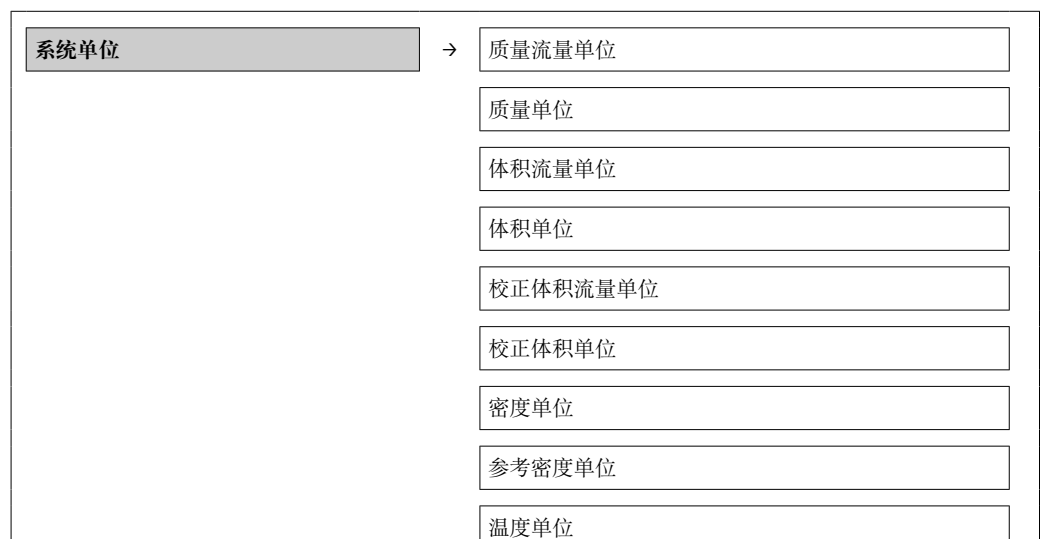 系统单位 → 质量流量单位
质量单位
体积流量单位
体积单位
校正体积流量单位
校正体积单位
密度单位
参考密度单位
温度单位